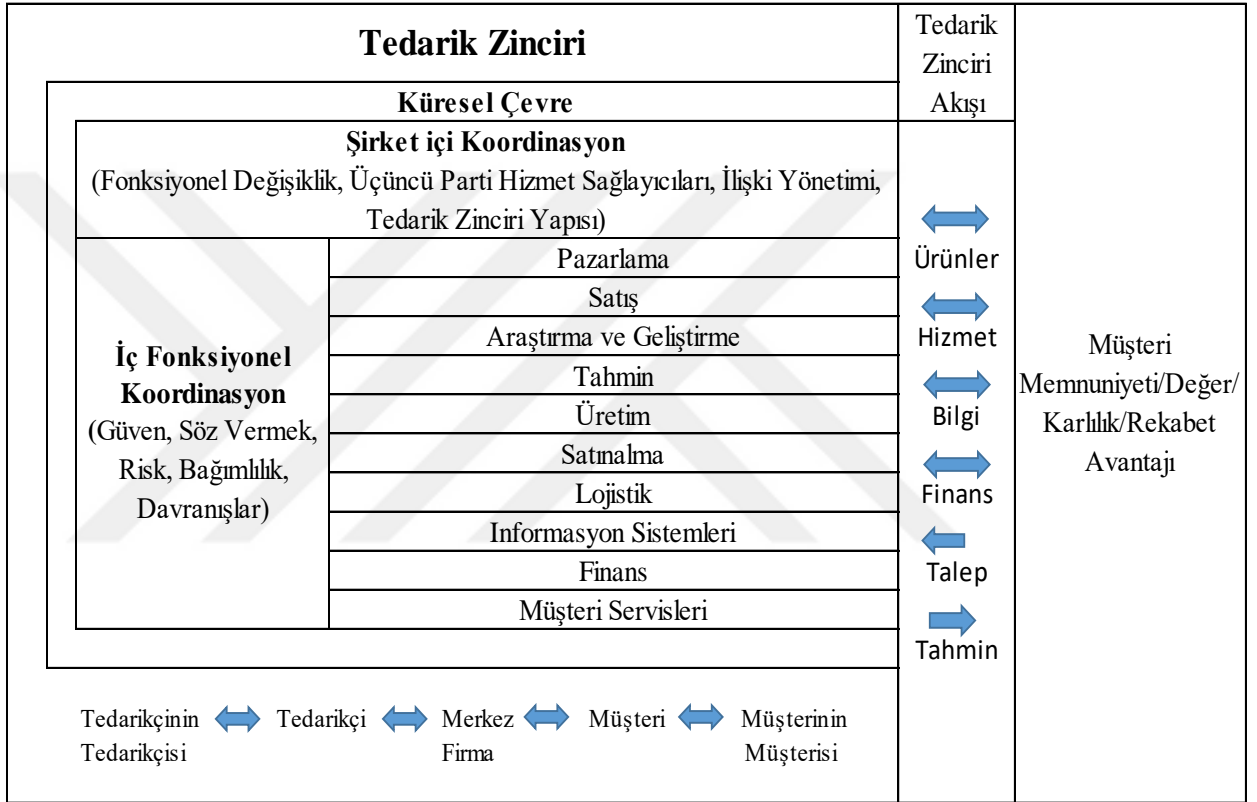 Tedarik Zinciri
Küresel Çevre
Şirket içi Koordinasyon
(Fonksiyonel Değişiklik, Üçüncü Parti Hizmet Sağlayıcıları, İlişki Yönetimi,
Tedarik Zinciri Yapısı)
İç Fonksiyonel
Koordinasyon
(Güven, Söz Vermek,
Risk, Bağımlılık,
Davranışlar)
Pazarlama
Satış
Araştırma ve Geliştirme
Tahmin
Üretim
Satınalma
Lojistik
Informasyon Sistemleri
Finans
Müşteri Servisleri
Tedarikçinin
Tedarikçisi
Tedarikçi
Merkez
Firma
Müşteri
Müşterinin
Müşterisi
Tedarik
Zinciri
Akışı
Ürünler
Hizmet
Bilgi
Finans
Talep
Tahmin
Müşteri
Memnuniyeti/Değer/
Karlılık/Rekabet
Avantajı